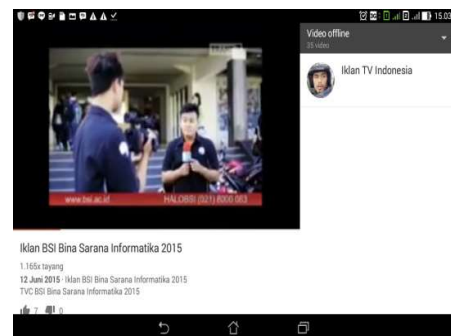 15.03
www.bsi.ac.id HALOBSI (021) 8000 063
Video offline
35 video
Iklan TV Indonesia
Iklan BSI Bina Sarana Informatika 2015
1.165x tayang
12 Juni 2015 · Iklan BSI Bina Sarana Informatika 2015
TVC BSI Bina Sarana Informatika 2015
7 0